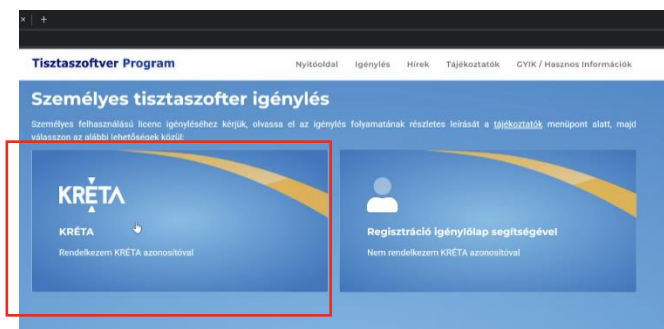 × | +
Tisztaszoftver Program
Nyitóoldal Igénylés Hírek Tájékoztatók GYIK / Hasznos Információk
Személyes tisztaszofter igénylés
Személyes felhasználású licenc igényléséhez kérjük, olvassa el az igénylés folyamatának részletes leírását a tájékoztatók menüpont alatt, majd
válasszon az alábbi lehetőségek közül:
KRÉTA
KRÉTA
Rendelkezem KRÉTA azonosítóval
Regisztráció igénylőlap segítségével
Nem rendelkezem KRÉTA azonosítóval